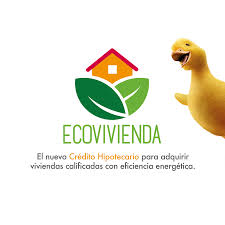 ECOVIVIENDA
El nuevo Crédito Hipotecario para adquirir
viviendas calificadas con eficiencia energética.